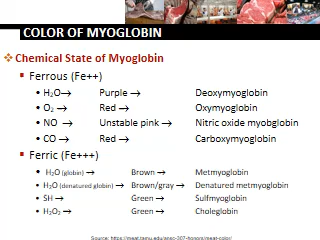 COLOR OF MYOGLOBIN
❖ Chemical State of Myoglobin
▪ Ferrous (Fe++)
• H₂O→ Purple → Deoxymyoglobin
• O₂ → Red → Oxymyoglobin
• NO → Unstable pink → Nitric oxide myobglobin
• CO → Red → Carboxymyoglobin
▪ Ferric (Fe+++)
• H₂O (globin) → Brown → Metmyoglobin
• H₂O (denatured globin) → Brown/gray → Denatured metmyoglobin
• SH → Green → Sulfmyoglobin
• H₂O₂ → Green → Choleglobin
Source: https://meat.tamu.edu/ansc-307-honors/meat-color/